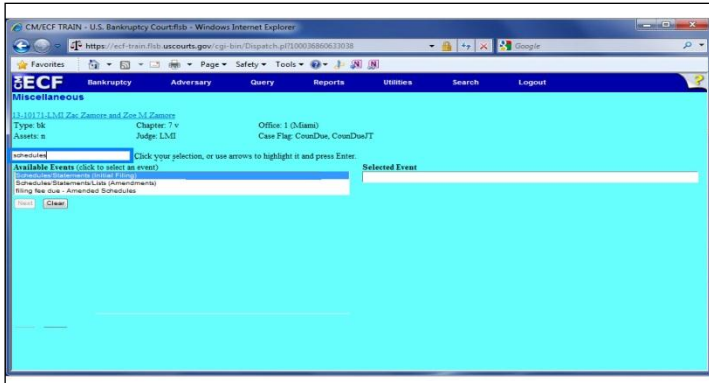 CM/ECF TRAIN - U.S. Bankruptcy Court:flsb - Windows Internet Explorer
https://ecf-train.flsb.uscourts.gov/cgi-bin/Dispatch.pl?100036860633038
Google
Favorites Page Safety Tools
ECF Bankruptcy Adversary Query Reports Utilities Search Logout ?
Miscellaneous
13-10171-LMI Zac Zamore and Zoe M Zamore
Type: bk Chapter: 7 v Office: 1 (Miami)
Assets: n Judge: LMI Case Flag: CounDue, CounDueJT
schedules Click your selection, or use arrows to highlight it and press Enter.
Available Events (click to select an event) Selected Event
Schedules/Statements (Initial Filing)
Schedules/Statements/Lists (Amendments)
filing fee due - Amended Schedules
Next Clear